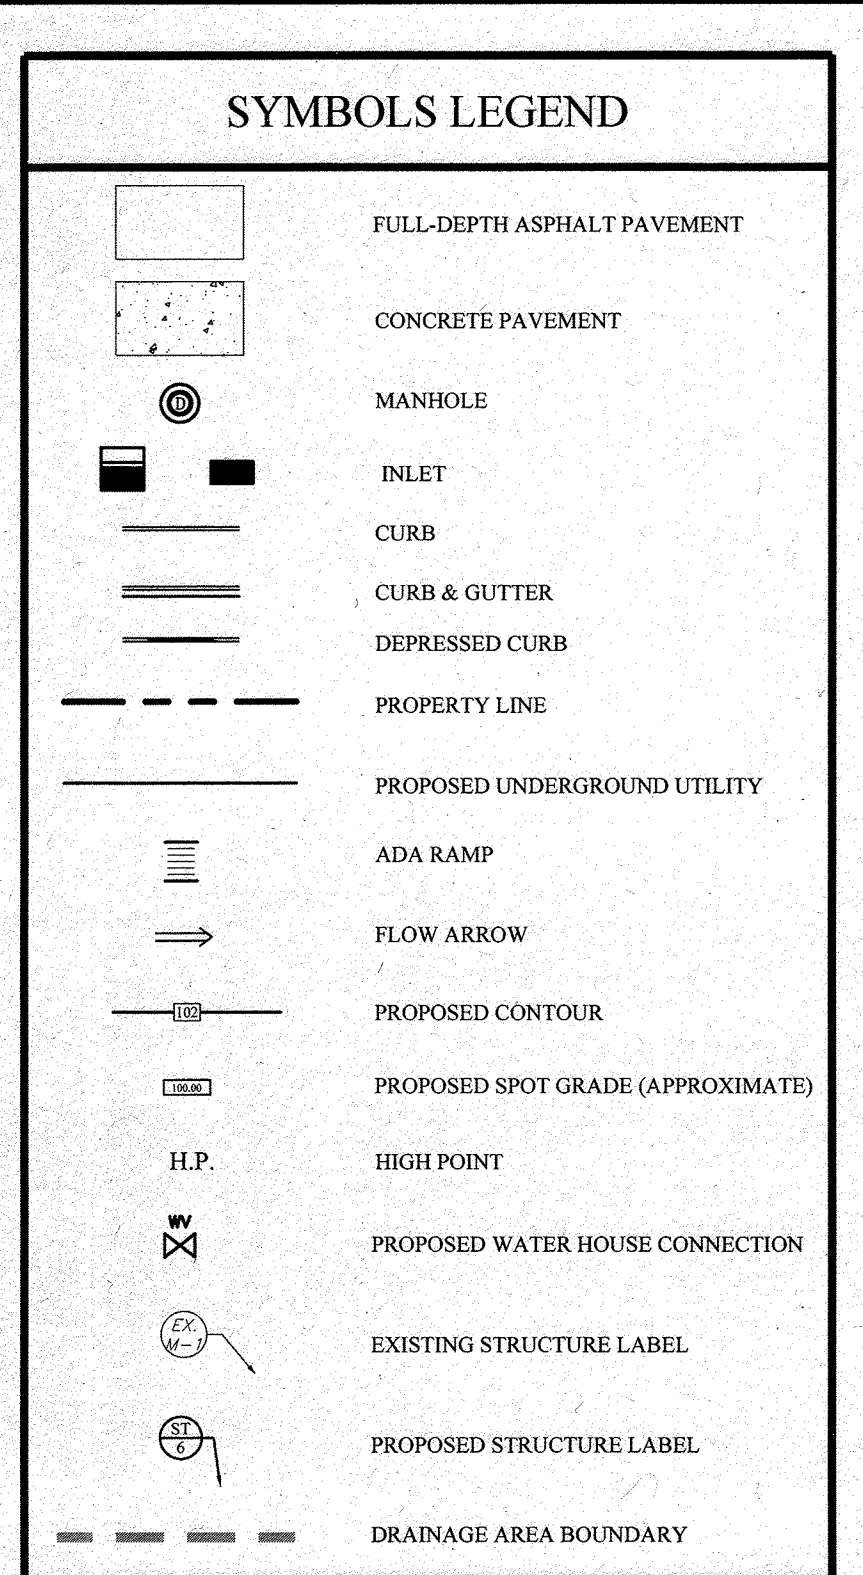 SYMBOLS LEGEND
FULL-DEPTH ASPHALT PAVEMENT
CONCRETE PAVEMENT
D MANHOLE
INLET
CURB
CURB & GUTTER
DEPRESSED CURB
PROPERTY LINE
PROPOSED UNDERGROUND UTILITY
ADA RAMP
FLOW ARROW
102 PROPOSED CONTOUR
100.00 PROPOSED SPOT GRADE (APPROXIMATE)
H.P. HIGH POINT
WV
PROPOSED WATER HOUSE CONNECTION
EX.
M-1
EXISTING STRUCTURE LABEL
ST
6
PROPOSED STRUCTURE LABEL
DRAINAGE AREA BOUNDARY